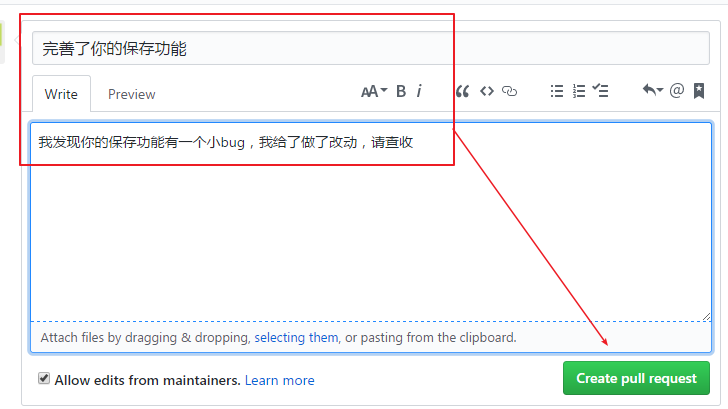 完善了你的保存功能
Write Preview AA B i
我发现你的保存功能有一个小bug，我给了做了改动，请查收
Attach files by dragging & dropping, selecting them, or pasting from the clipboard.
Allow edits from maintainers. Learn more
Create pull request